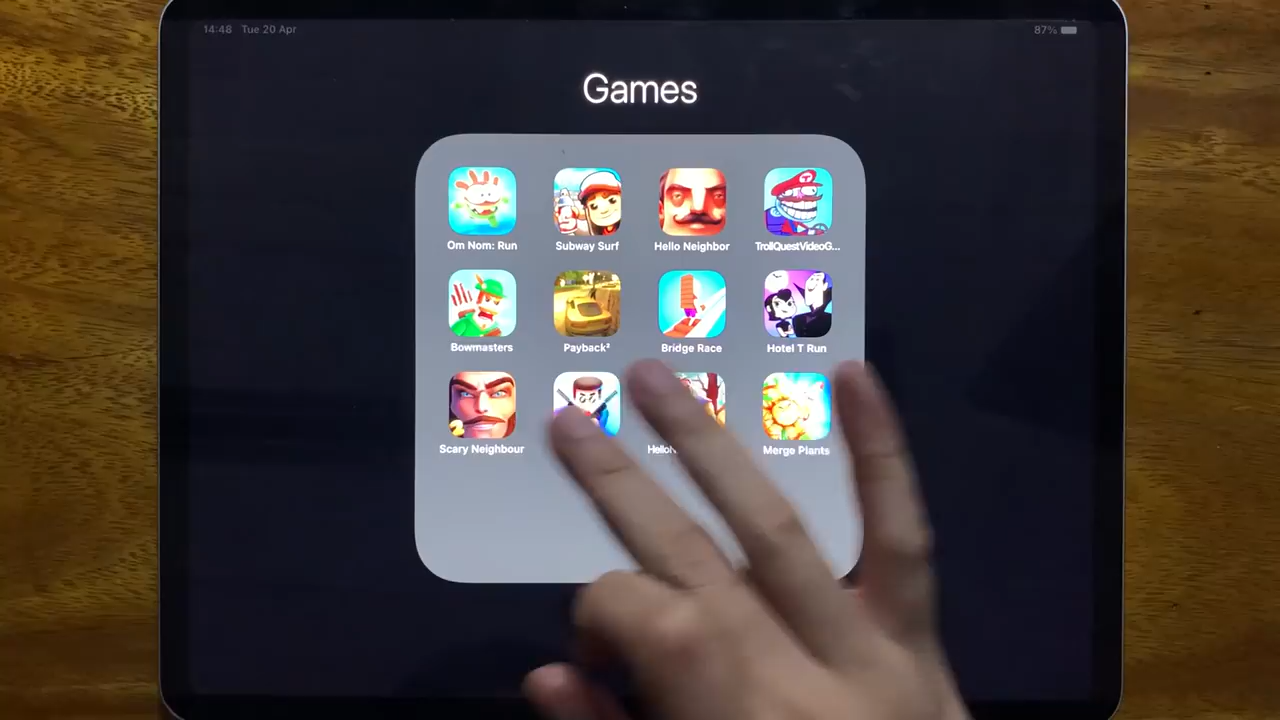 14:48 Tue 20 Apr
87%
Games
Om Nom: Run
Subway Surf
Hello Neighbor
TrollQuestVideoG...
Bowmasters
Payback²
Bridge Race
Hotel T Run
Scary Neighbour
Merge Plants